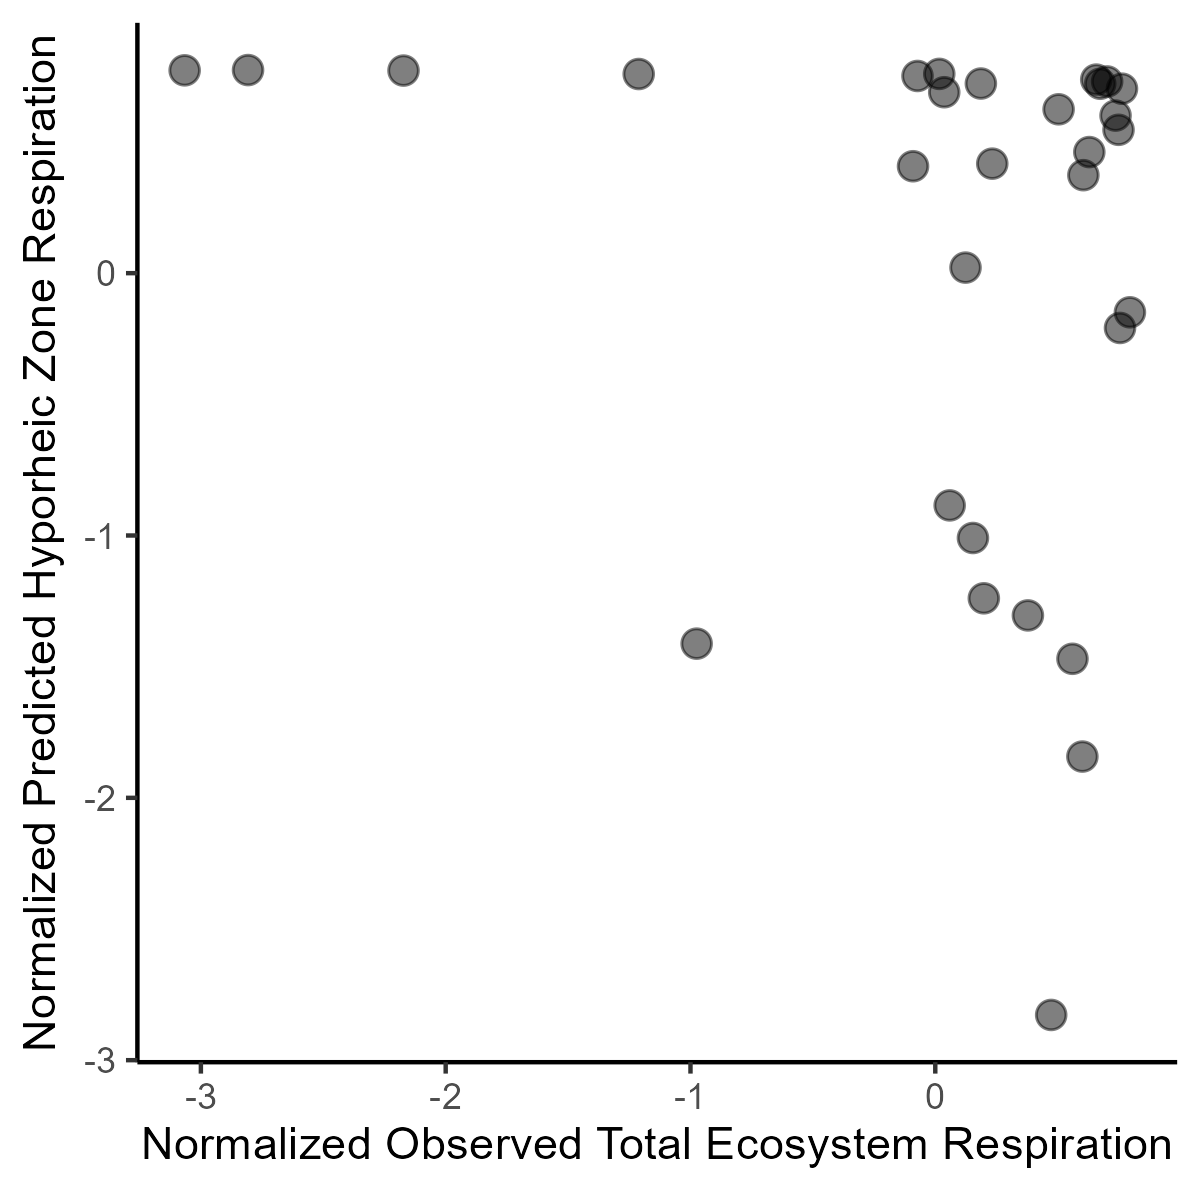 Normalized Predicted Hyporheic Zone Respiration
0
-1
-2
-3
-3 -2 -1 0
Normalized Observed Total Ecosystem Respiration